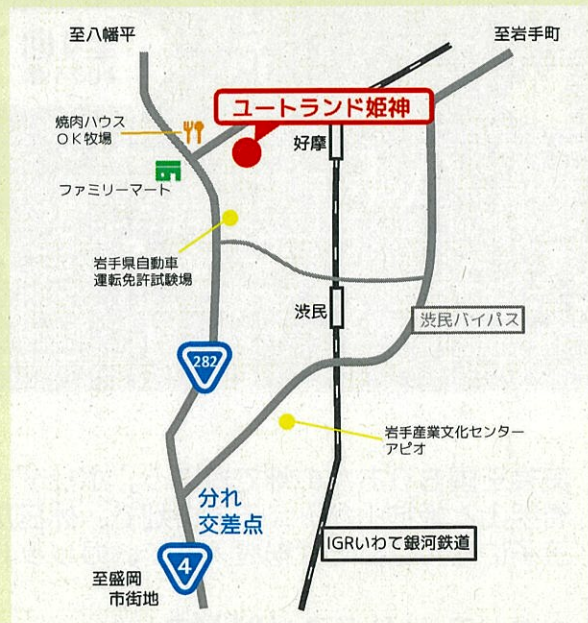 至八幡平
至岩手町
ユートランド姫神
焼肉ハウス
OK牧場
好摩
ファミリーマート
岩手県自動車
運転免許試験場
渋民
渋民バイパス
282
岩手産業文化センター
アピオ
分れ
交差点
IGRいわて銀河鉄道
4
至盛岡
市街地